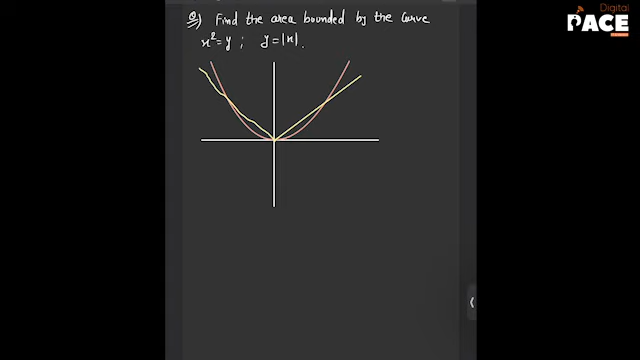 Q) Find the area bounded by the curve
x² = y ; y = |x| .
Digital
PACE